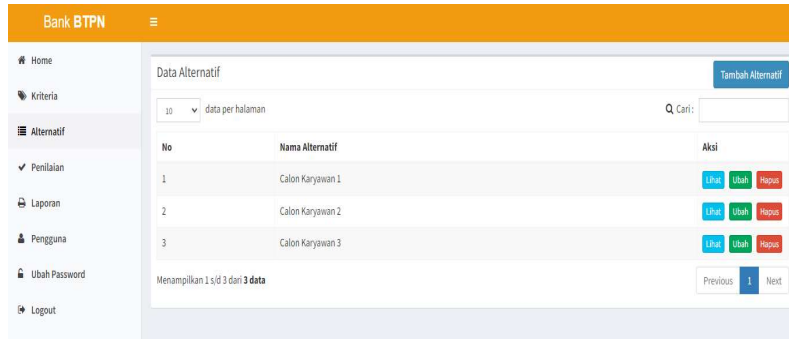 Bank BTPN
Home
Kriteria
Alternatif
Penilaian
Laporan
Pengguna
Ubah Password
Logout
Data Alternatif
Tambah Alternatif
10 data per halaman
Cari :
No Nama Alternatif Aksi
1 Calon Karyawan 1 Lihat Ubah Hapus
2 Calon Karyawan 2 Lihat Ubah Hapus
3 Calon Karyawan 3 Lihat Ubah Hapus
Menampilkan 1 s/d 3 dari 3 data
Previous 1 Next